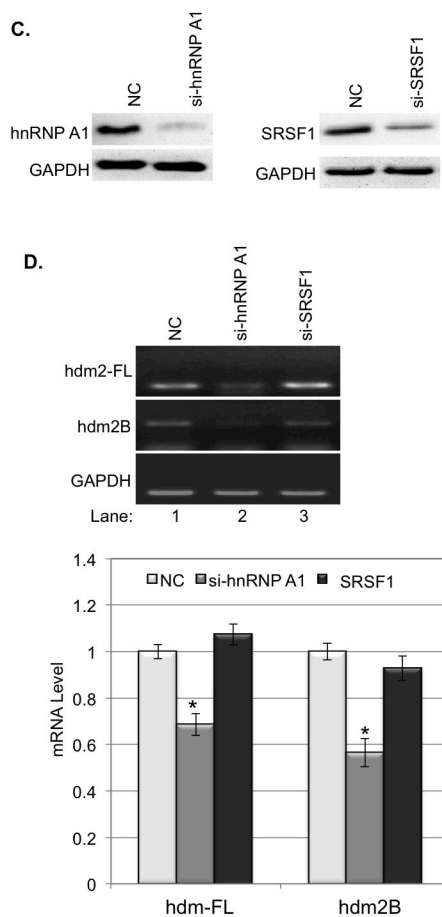 C.
NC si-hnRNP A1 NC si-SRSF1
hnRNP A1 SRSF1
GAPDH GAPDH
D.
NC si-hnRNP A1 si-SRSF1
hdm2-FL
hdm2B
GAPDH
Lane: 1 2 3
1.4
NC si-hnRNP A1 SRSF1
1.2
1
0.8
* *
0.6
0.4
0.2
0
mRNA Level
hdm-FL hdm2B